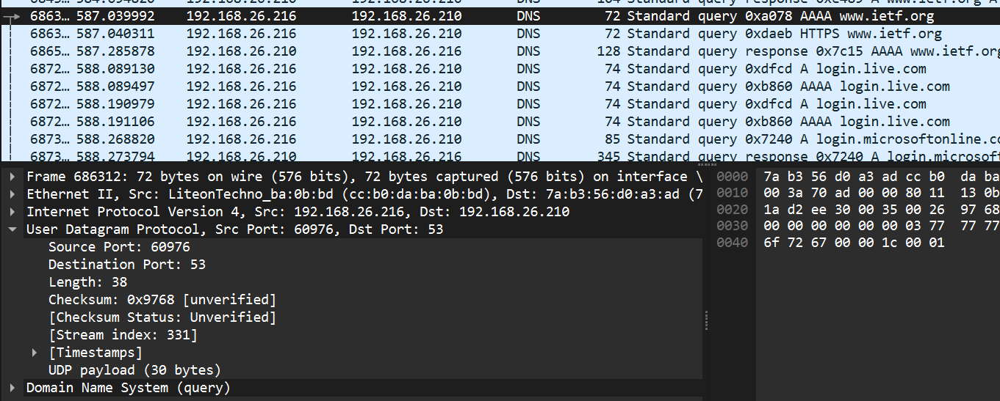 6863… 587.039992 192.168.26.216 192.168.26.210 DNS 72 Standard query 0xa078 AAAA www.ietf.org
6863… 587.040311 192.168.26.216 192.168.26.210 DNS 72 Standard query 0xdaeb HTTPS www.ietf.org
6865… 587.285878 192.168.26.210 192.168.26.216 DNS 128 Standard query response 0x7c15 AAAA www.ietf.org
6872… 588.089130 192.168.26.216 192.168.26.210 DNS 74 Standard query 0xdfcd A login.live.com
6872… 588.089497 192.168.26.216 192.168.26.210 DNS 74 Standard query 0xb860 AAAA login.live.com
6872… 588.190979 192.168.26.216 192.168.26.210 DNS 74 Standard query 0xdfcd A login.live.com
6872… 588.191106 192.168.26.216 192.168.26.210 DNS 74 Standard query 0xb860 AAAA login.live.com
6873… 588.268820 192.168.26.216 192.168.26.210 DNS 85 Standard query 0x7240 A login.microsoftonline.co
6873… 588.273794 192.168.26.210 192.168.26.216 DNS 345 Standard query response 0x7240 A login.microsoft
Frame 686312: 72 bytes on wire (576 bits), 72 bytes captured (576 bits) on interface \
Ethernet II, Src: LiteonTechno_ba:0b:bd (cc:b0:da:ba:0b:bd), Dst: 7a:b3:56:d0:a3:ad (7
Internet Protocol Version 4, Src: 192.168.26.216, Dst: 192.168.26.210
User Datagram Protocol, Src Port: 60976, Dst Port: 53
Source Port: 60976
Destination Port: 53
Length: 38
Checksum: 0x9768 [unverified]
[Checksum Status: Unverified]
[Stream index: 331]
[Timestamps]
UDP payload (30 bytes)
Domain Name System (query)
0000 7a b3 56 d0 a3 ad cc b0 da ba
0010 00 3a 70 ad 00 00 80 11 13 0b
0020 1a d2 ee 30 00 35 00 26 97 68
0030 00 00 00 00 00 00 03 77 77 77
0040 6f 72 67 00 00 1c 00 01